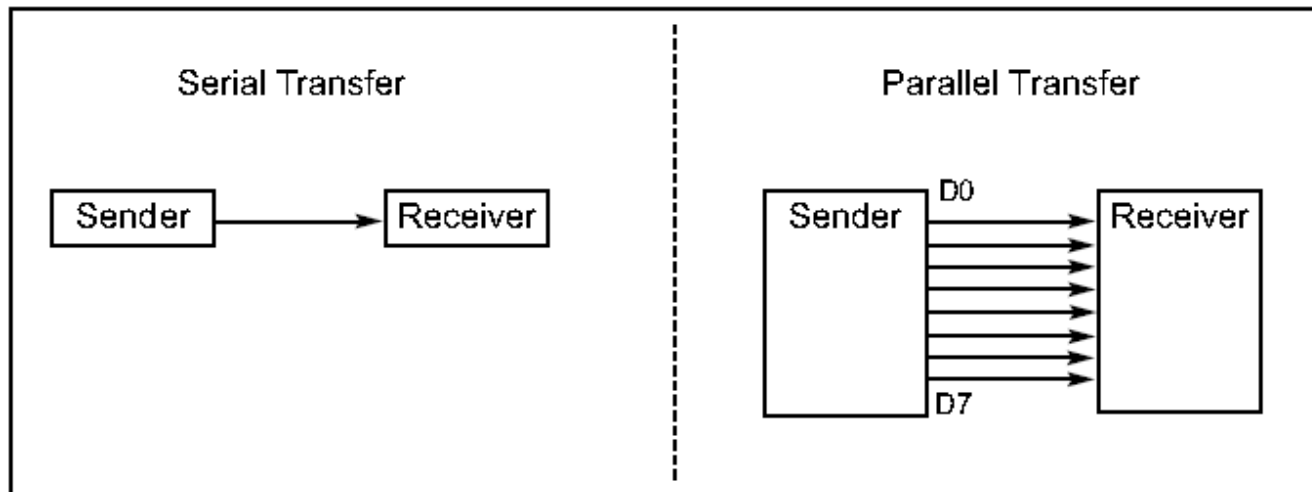 Serial Transfer
Parallel Transfer
Sender
Receiver
D0
Sender
Receiver
D7